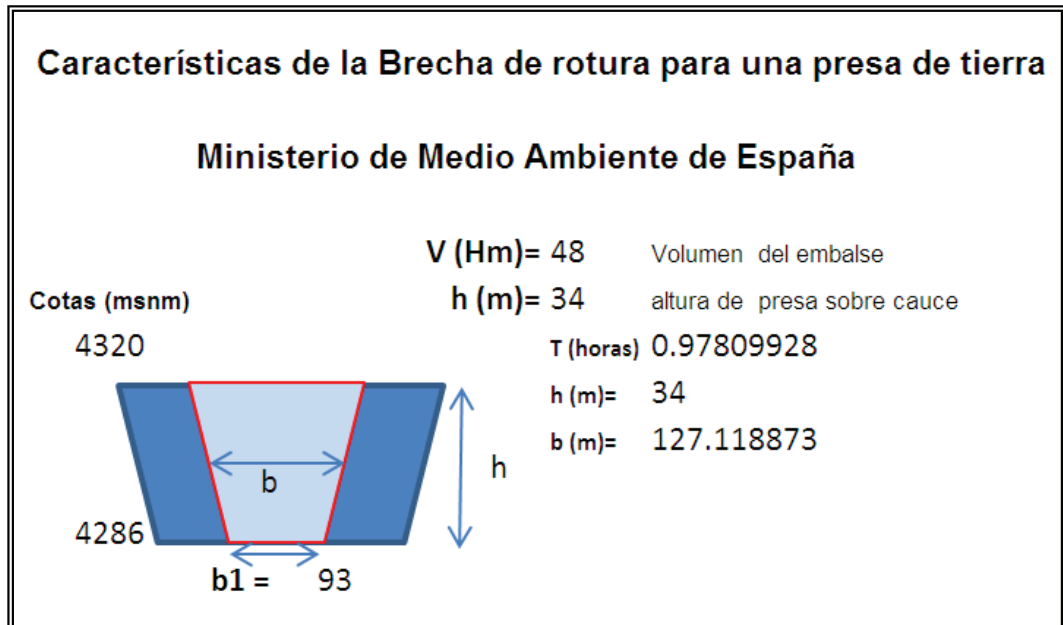 Características de la Brecha de rotura para una presa de tierra
Ministerio de Medio Ambiente de España
V (Hm)= 48 Volumen del embalse
Cotas (msnm) h (m)= 34 altura de presa sobre cauce
4320 T (horas) 0.97809928
h (m)= 34
b (m)= 127.118873
b h
4286
b1 = 93